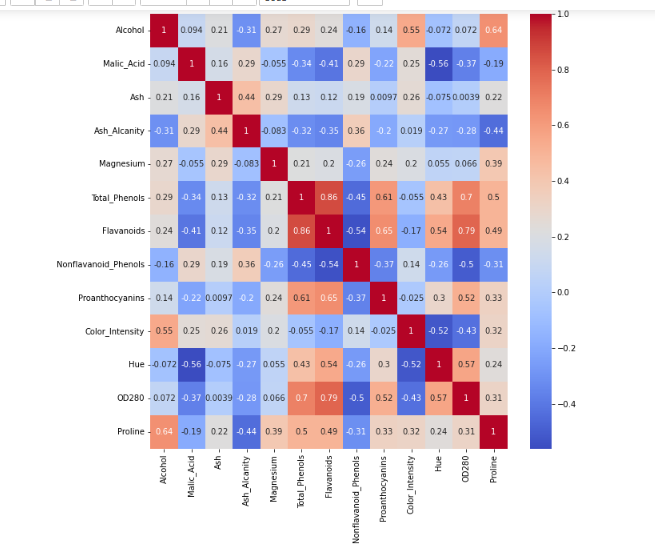 Alcohol 1 0.094 0.21 -0.31 0.27 0.29 0.24 -0.16 0.14 0.55 -0.072 0.072 0.64
Malic_Acid 0.094 1 0.16 0.29 -0.055 -0.34 -0.41 0.29 -0.22 0.25 -0.56 -0.37 -0.19
Ash 0.21 0.16 1 0.44 0.29 0.13 0.12 0.19 0.0097 0.26 -0.075 0.0039 0.22
Ash_Alcanity -0.31 0.29 0.44 1 -0.083 -0.32 -0.35 0.36 -0.2 0.019 -0.27 -0.28 -0.44
Magnesium 0.27 -0.055 0.29 -0.083 1 0.21 0.2 -0.26 0.24 0.2 0.055 0.066 0.39
Total_Phenols 0.29 -0.34 0.13 -0.32 0.21 1 0.86 -0.45 0.61 -0.055 0.43 0.7 0.5
Flavanoids 0.24 -0.41 0.12 -0.35 0.2 0.86 1 -0.54 0.65 -0.17 0.54 0.79 0.49
Nonflavanoid_Phenols -0.16 0.29 0.19 0.36 -0.26 -0.45 -0.54 1 -0.37 0.14 -0.26 -0.5 -0.31
Proanthocyanins 0.14 -0.22 0.0097 -0.2 0.24 0.61 0.65 -0.37 1 -0.025 0.3 0.52 0.33
Color_Intensity 0.55 0.25 0.26 0.019 0.2 -0.055 -0.17 0.14 -0.025 1 -0.52 -0.43 0.32
Hue -0.072 -0.56 -0.075 -0.27 0.055 0.43 0.54 -0.26 0.3 -0.52 1 0.57 0.24
OD280 0.072 -0.37 0.0039 -0.28 0.066 0.7 0.79 -0.5 0.52 -0.43 0.57 1 0.31
Proline 0.64 -0.19 0.22 -0.44 0.39 0.5 0.49 -0.31 0.33 0.32 0.24 0.31 1
Alcohol
Malic_Acid
Ash
Ash_Alcanity
Magnesium
Total_Phenols
Flavanoids
Nonflavanoid_Phenols
Proanthocyanins
Color_Intensity
Hue
OD280
Proline
1.0
0.8
0.6
0.4
0.2
0.0
−0.2
−0.4